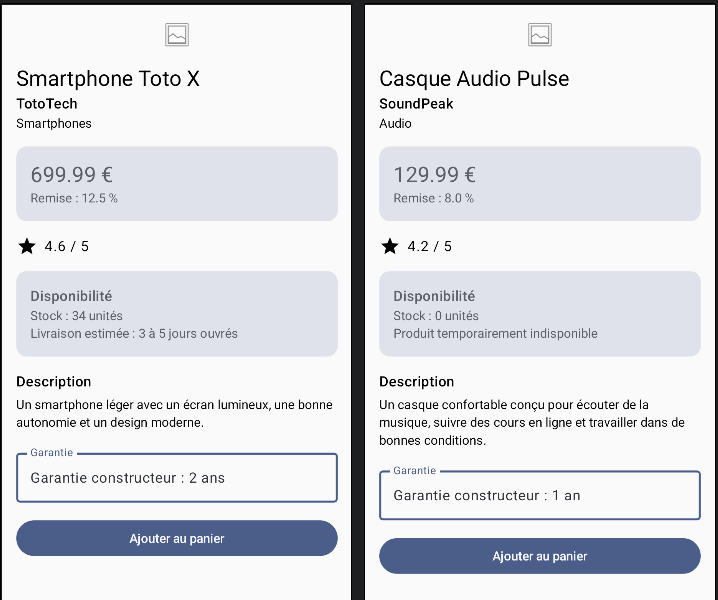 Smartphone Toto X
TotoTech
Smartphones
699.99 €
Remise : 12.5 %
4.6 / 5
Disponibilité
Stock : 34 unités
Livraison estimée : 3 à 5 jours ouvrés
Description
Un smartphone léger avec un écran lumineux, une bonne
autonomie et un design moderne.
Garantie
Garantie constructeur : 2 ans
Ajouter au panier
Casque Audio Pulse
SoundPeak
Audio
129.99 €
Remise : 8.0 %
4.2 / 5
Disponibilité
Stock : 0 unités
Produit temporairement indisponible
Description
Un casque confortable conçu pour écouter de la
musique, suivre des cours en ligne et travailler dans de
bonnes conditions.
Garantie
Garantie constructeur : 1 an
Ajouter au panier